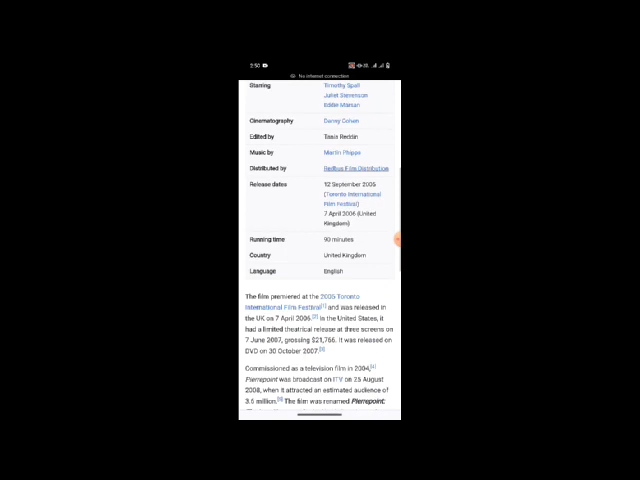 2:50
No internet connection
Starring
Timothy Spall
Juliet Stevenson
Eddie Marsan
Cinematography
Danny Cohen
Edited by
Tania Reddin
Music by
Martin Phipps
Distributed by
Redbus Film Distribution
Release dates
12 September 2005
(Toronto International
Film Festival)
7 April 2006 (United
Kingdom)
Running time
90 minutes
Country
United Kingdom
Language
English
The film premiered at the 2005 Toronto
International Film Festival[1] and was released in
the UK on 7 April 2006.[2] In the United States, it
had a limited theatrical release at three screens on
7 June 2007, grossing $21,766. It was released on
DVD on 30 October 2007.[3]
Commissioned as a television film in 2004,[4]
Pierrepoint was broadcast on ITV on 25 August
2008, when it attracted an estimated audience of
3.6 million.[5] The film was renamed Pierrepoint: